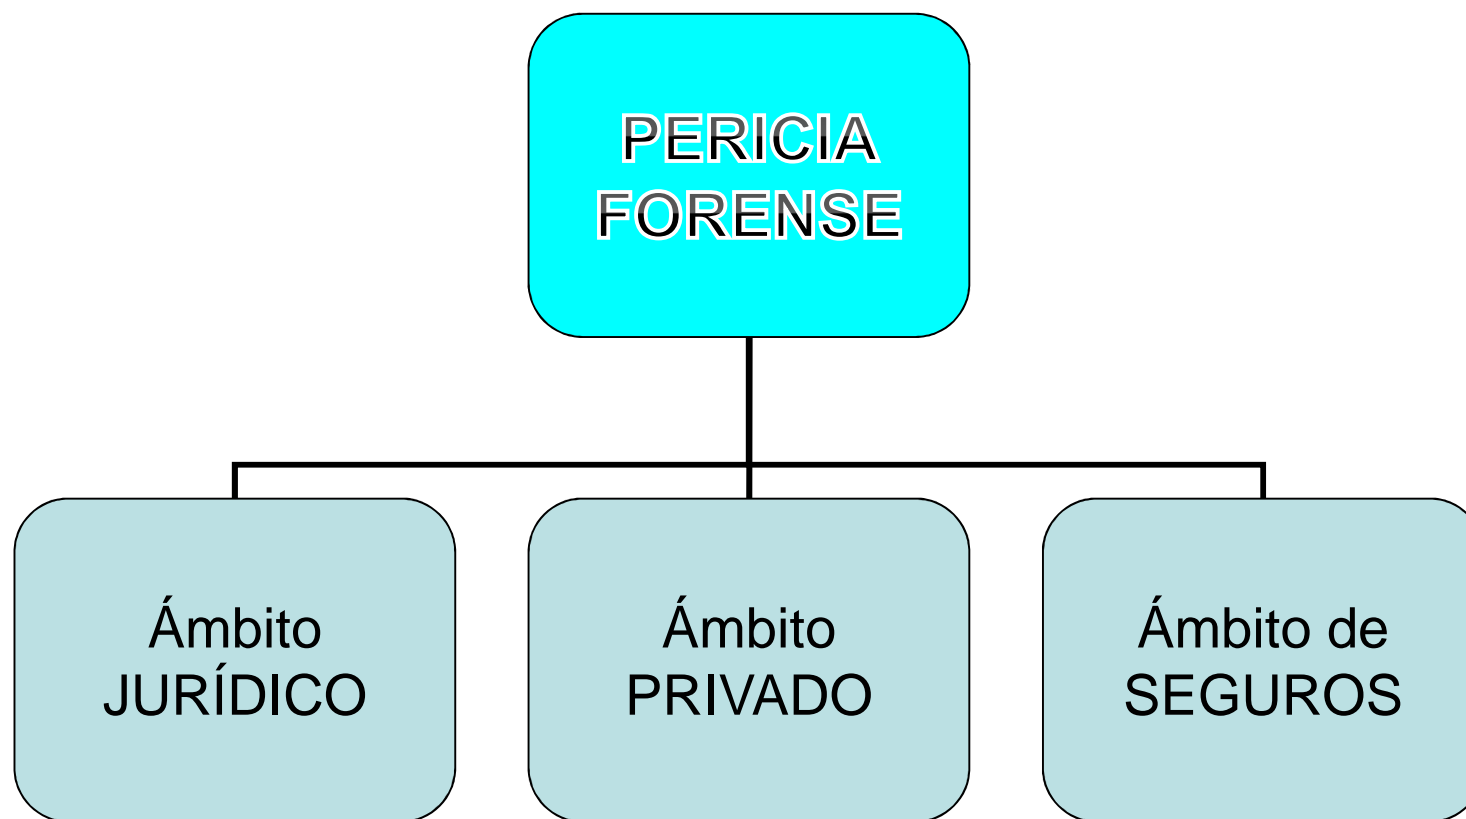 PERICIA
FORENSE
Ámbito
JURÍDICO
Ámbito
PRIVADO
Ámbito de
SEGUROS